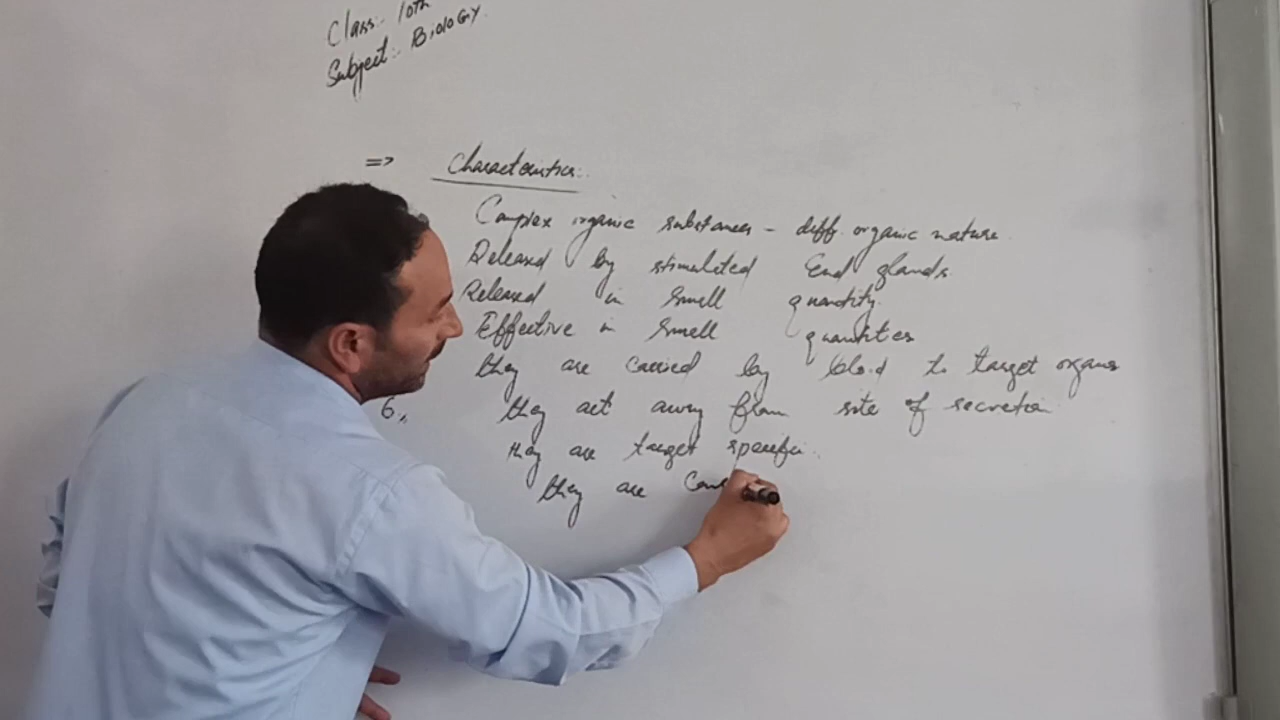 Class:- 10th
Subject:- Biology.
=> Characteristics:.
Complex organic substances - diff. organic nature.
Released by stimulated End glands
Released in small quantity.
Effective in small quantities
they are carried by blood to target organs
6. they act away from site of secretion
they are target specific.
they are